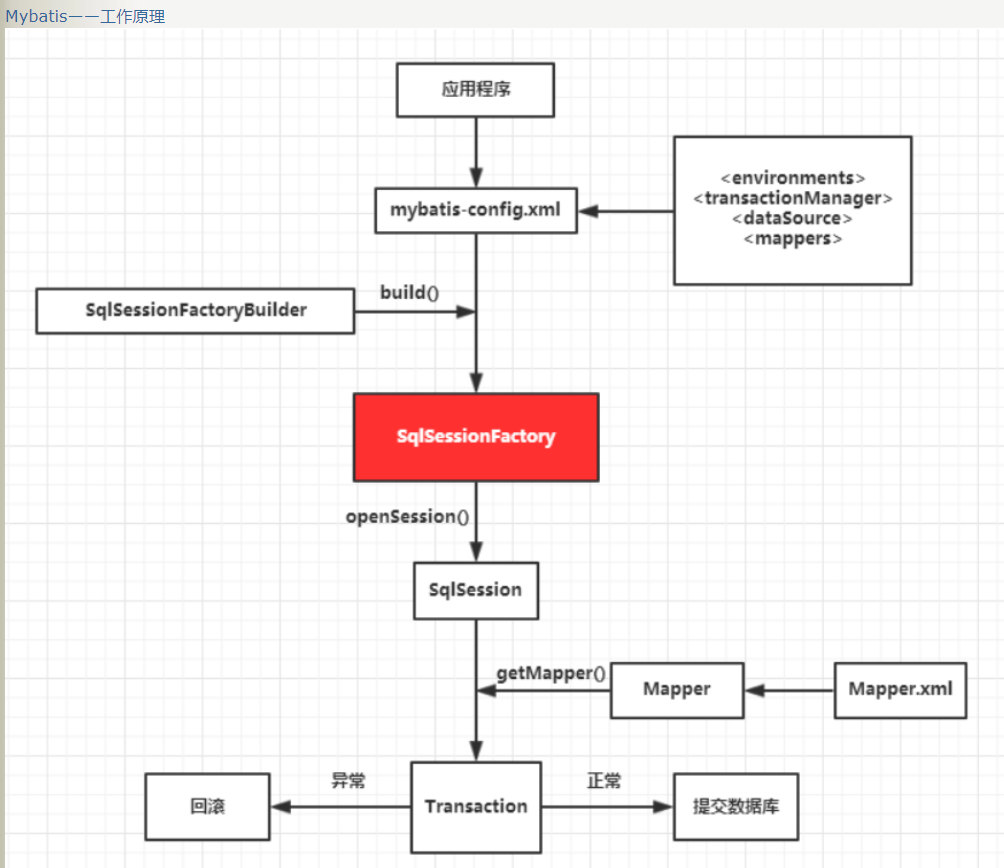 Mybatis——工作原理
应用程序
<environments>
<transactionManager>
<dataSource>
<mappers>
mybatis-config.xml
build()
SqlSessionFactoryBuilder
SqlSessionFactory
openSession()
SqlSession
getMapper()
Mapper
Mapper.xml
异常
正常
回滚
Transaction
提交数据库